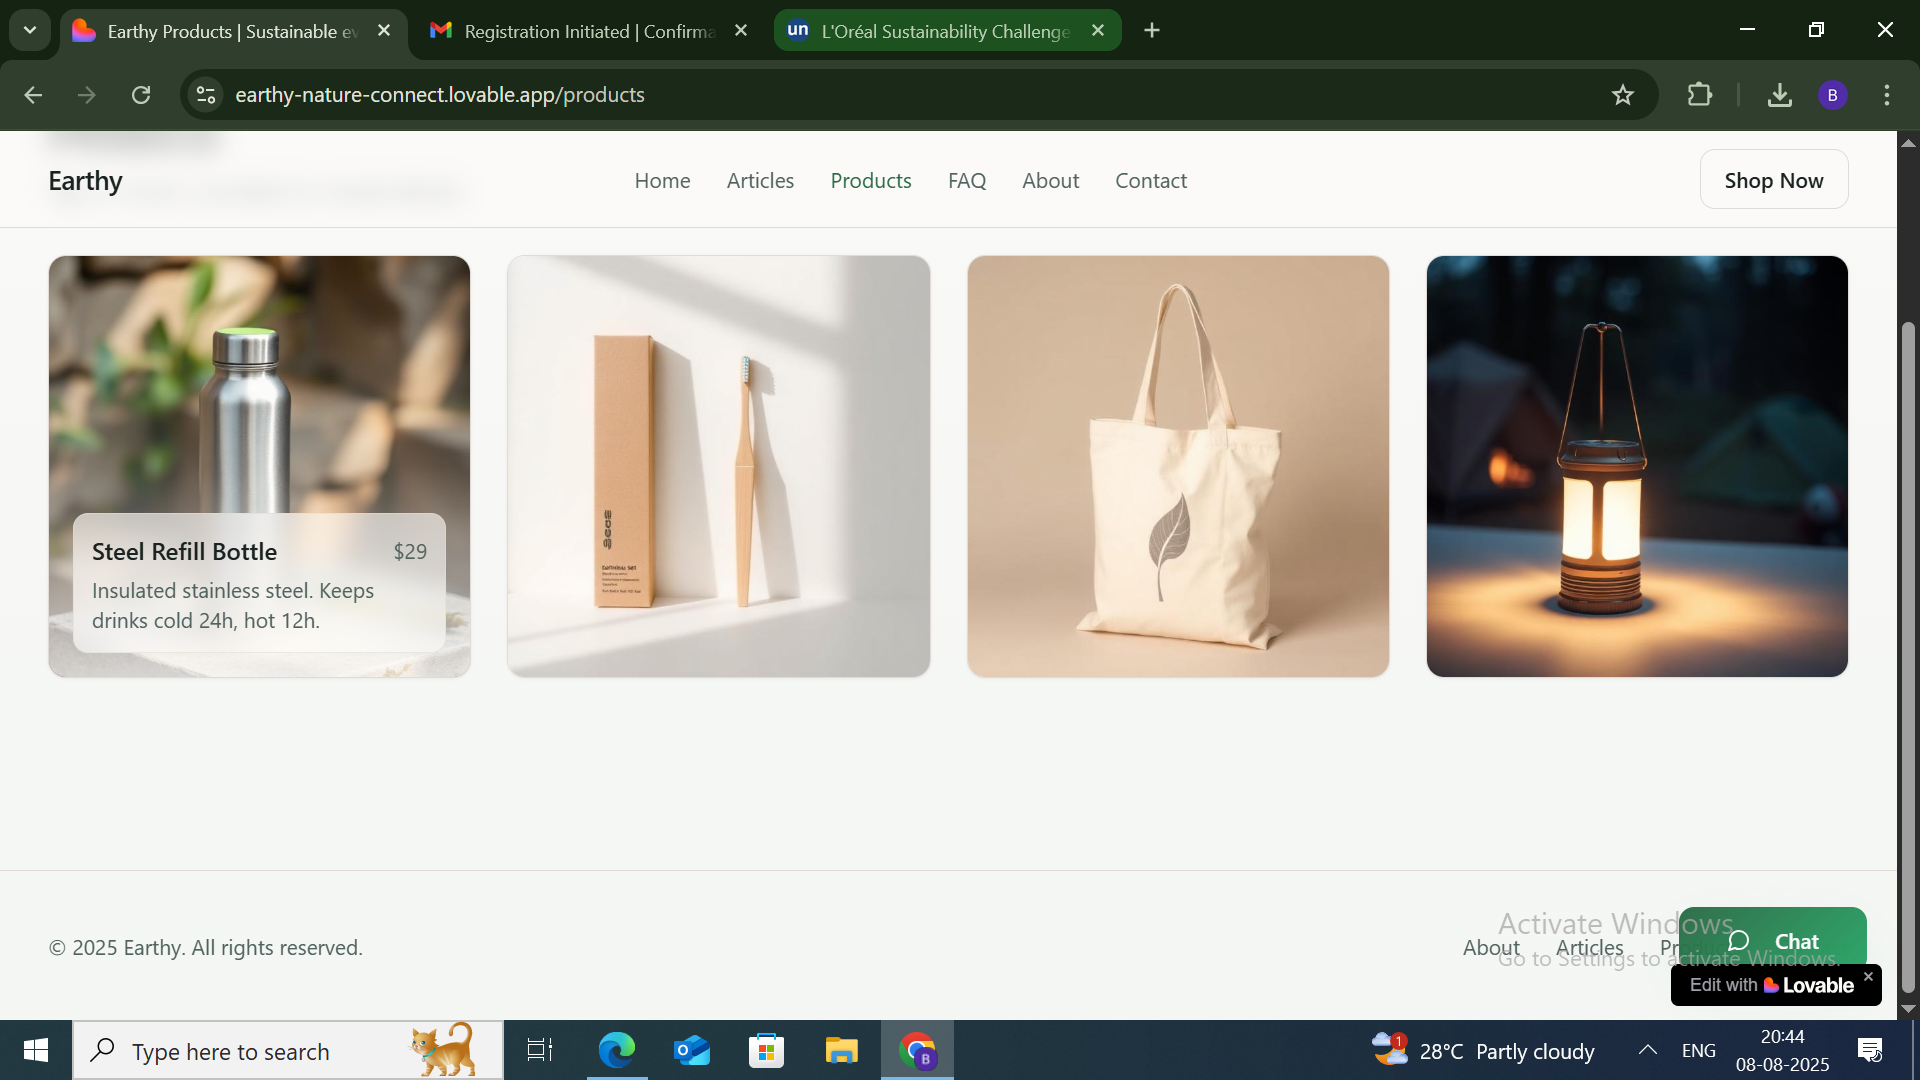 Earthy Products | Sustainable ev
Registration Initiated | Confirma
un
L'Oréal Sustainability Challenge
earthy-nature-connect.lovable.app/products
B
Earthy
Home
Articles
Products
FAQ
About
Contact
Shop Now
Steel Refill Bottle
$29
Insulated stainless steel. Keeps
drinks cold 24h, hot 12h.
© 2025 Earthy. All rights reserved.
About
Articles
Activate Windows
Go to Settings to activate Windows.
Chat
Edit with Lovable
Type here to search
B
1
28°C Partly cloudy
ENG
20:44
08-08-2025